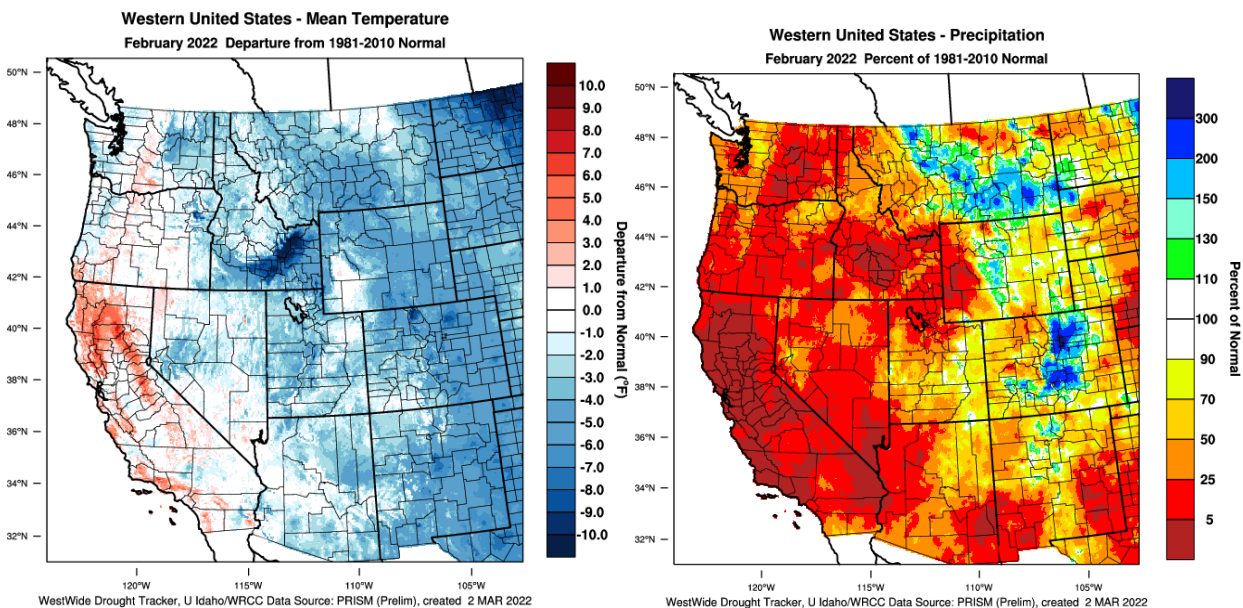 Western United States - Mean Temperature
February 2022 Departure from 1981-2010 Normal
50°N
48°N
46°N
44°N
42°N
40°N
38°N
36°N
34°N
32°N
120°W
115°W
110°W
105°W
10.0
9.0
8.0
7.0
6.0
5.0
4.0
3.0
2.0
1.0
0.0
-1.0
-2.0
-3.0
-4.0
-5.0
-6.0
-7.0
-8.0
-9.0
-10.0
Departure from Normal (°F)
WestWide Drought Tracker, U Idaho/WRCC Data Source: PRISM (Prelim), created 2 MAR 2022
Western United States - Precipitation
February 2022 Percent of 1981-2010 Normal
50°N
48°N
46°N
44°N
42°N
40°N
38°N
36°N
34°N
32°N
120°W
115°W
110°W
105°W
300
200
150
130
110
100
90
70
50
25
5
Percent of Normal
WestWide Drought Tracker, U Idaho/WRCC Data Source: PRISM (Prelim), created 2 MAR 2022